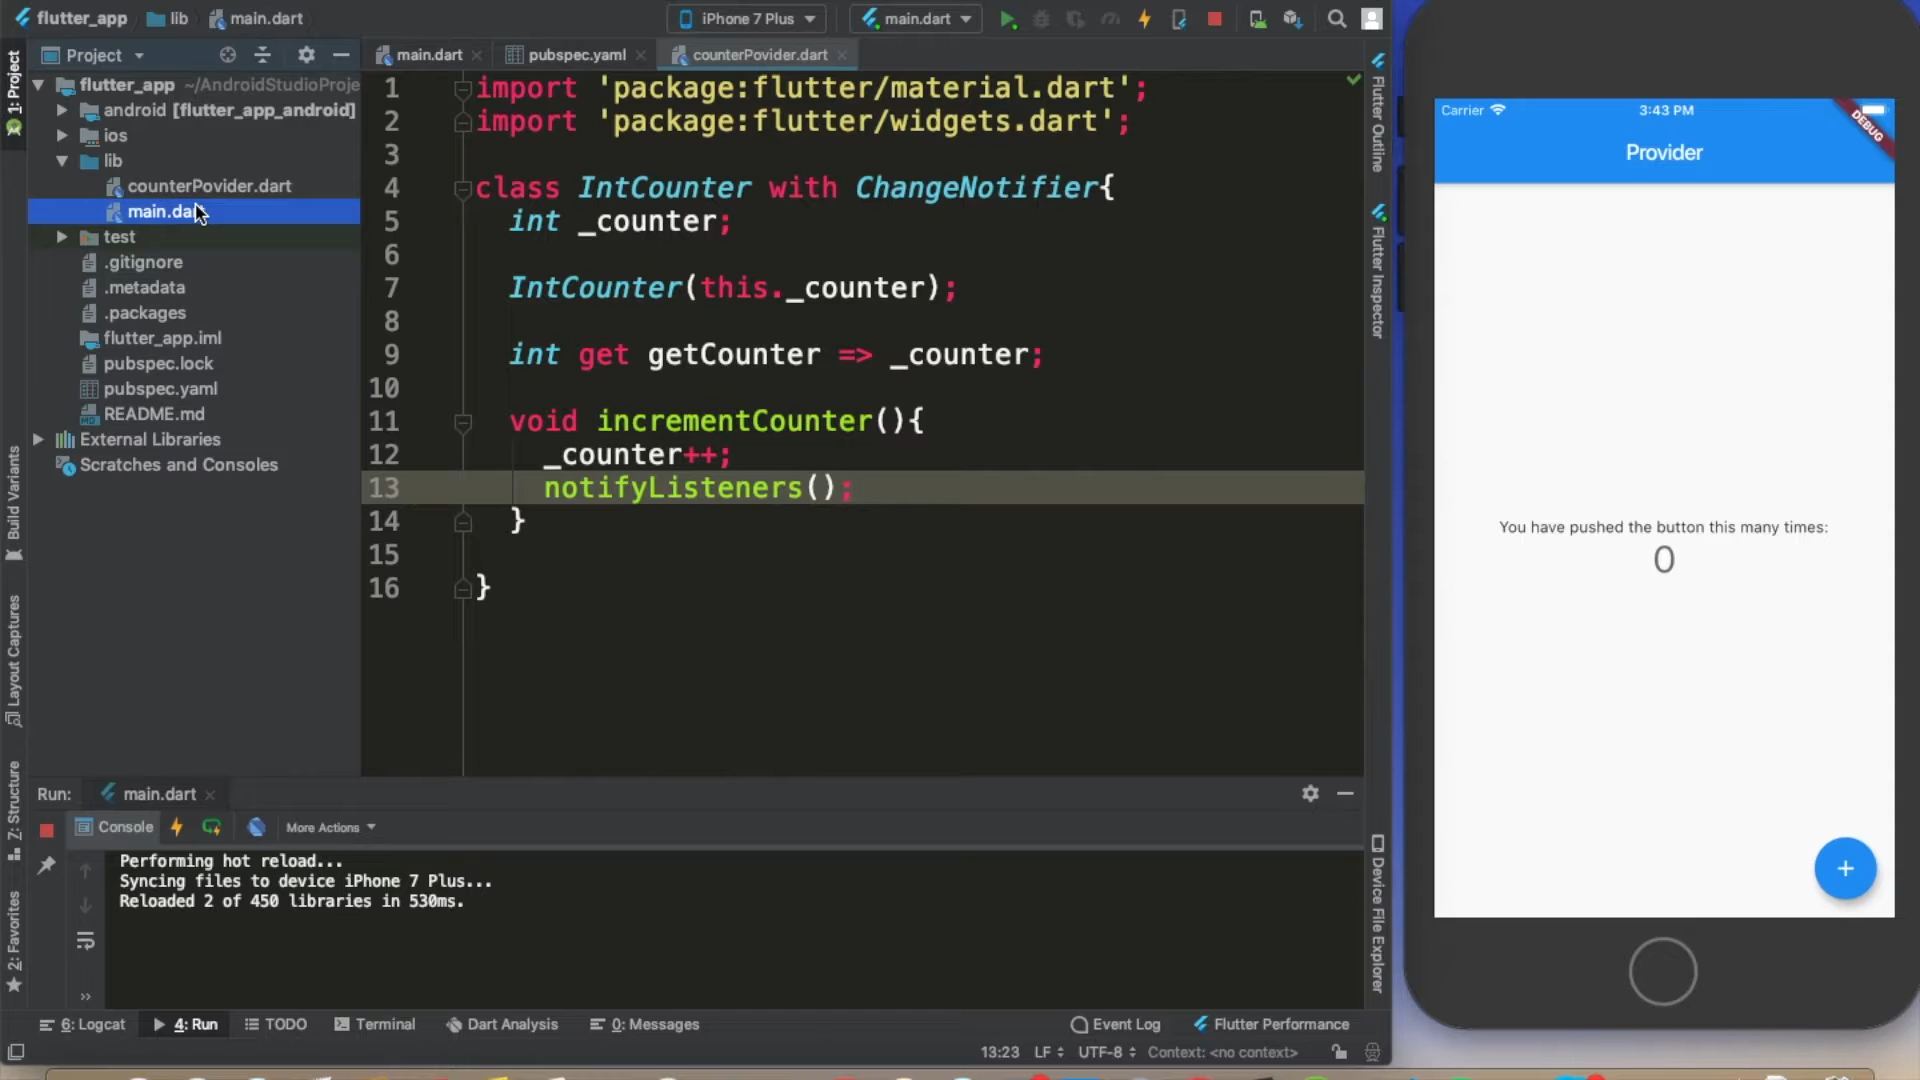 flutter_app lib main.dart iPhone 7 Plus main.dart
1: Project
Project
flutter_app ~/AndroidStudioProje
android [flutter_app_android]
ios
lib
counterPovider.dart
main.dart
test
.gitignore
.metadata
.packages
flutter_app.iml
pubspec.lock
pubspec.yaml
README.md
External Libraries
Scratches and Consoles
Build Variants
Layout Captures
Z: Structure
2: Favorites
main.dart pubspec.yaml counterPovider.dart
1 import 'package:flutter/material.dart';
2 import 'package:flutter/widgets.dart';
3
4 class IntCounter with ChangeNotifier{
5 int _counter;
6
7 IntCounter(this._counter);
8
9 int get getCounter => _counter;
10
11 void incrementCounter(){
12 _counter++;
13 notifyListeners();
14 }
15
16 }
Flutter Outline
Flutter Inspector
Device File Explorer
Run: main.dart
Console More Actions
Performing hot reload...
Syncing files to device iPhone 7 Plus...
Reloaded 2 of 450 libraries in 530ms.
6: Logcat 4: Run TODO Terminal Dart Analysis 0: Messages Event Log Flutter Performance
13:23 LF UTF-8 Context: <no context>
Carrier 3:43 PM
DEBUG
Provider
You have pushed the button this many times:
0
+